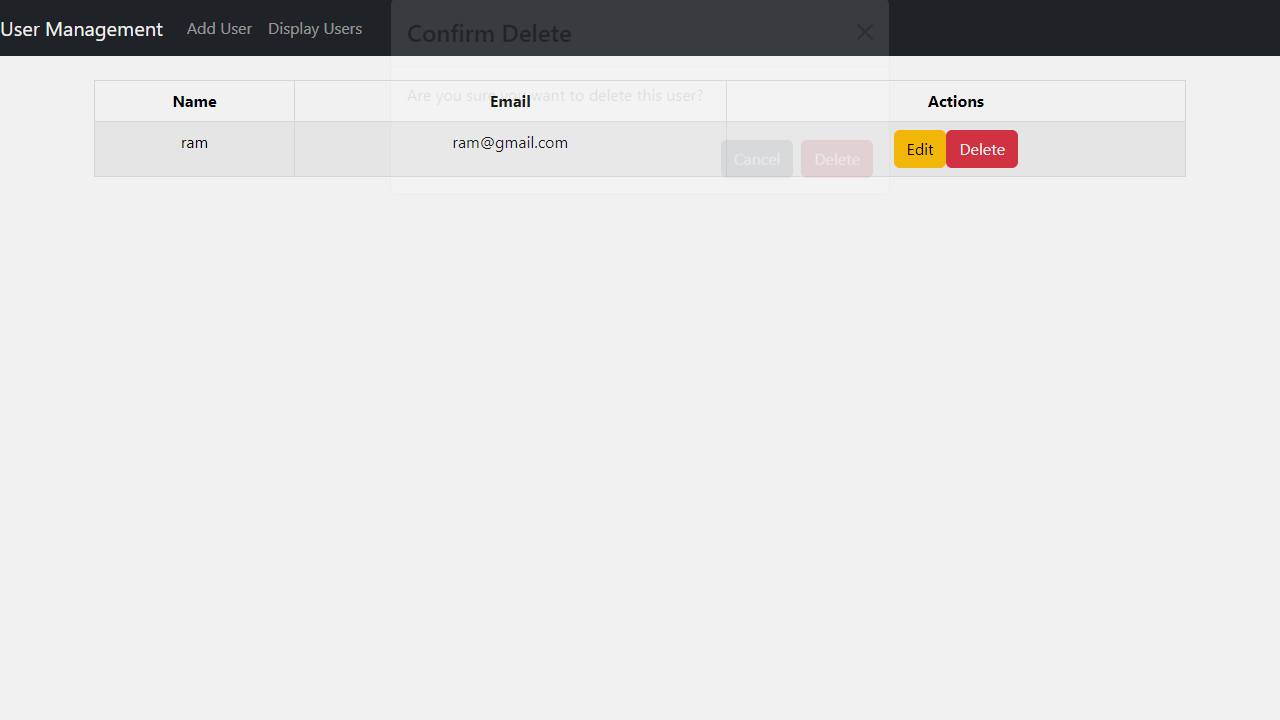 User Management Add User Display Users
Confirm Delete
Are you sure you want to delete this user?
Name Email Actions
ram ram@gmail.com Edit Delete
Cancel Delete